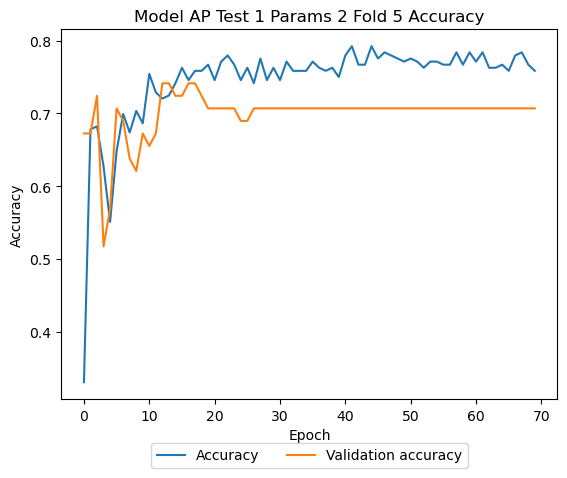 Model AP Test 1 Params 2 Fold 5 Accuracy
0.8
0.7
0.6
0.5
0.4
Accuracy
0 10 20 30 40 50 60 70
Epoch
Accuracy Validation accuracy